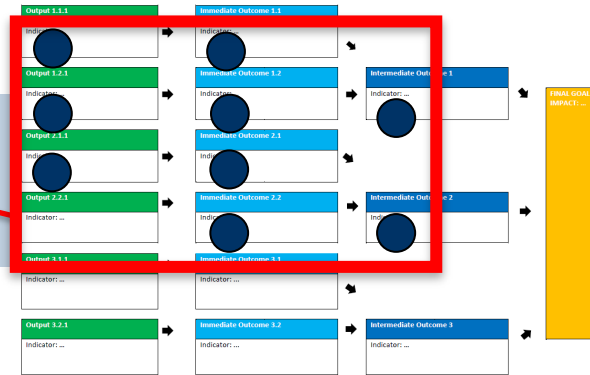 Output 1.1.1
Immediate Outcome 1.1
Indicator: ...
Output 1.2.1
Immediate Outcome 1.2
Intermediate Outcome 1
Indicator:
Indicator:
Indicator: ...
FINAL GOAL
IMPACT: ...
Output 2.1.1
Immediate Outcome 2.1
Output 2.2.1
Immediate Outcome 2.2
Intermediate Outcome 2
Indicator: ...
Output 3.1.1
Immediate Outcome 3.1
Indicator: ...
Indicator: ...
Output 3.2.1
Immediate Outcome 3.2
Intermediate Outcome 3
Indicator: ...
Indicator: ...
Indicator: ...